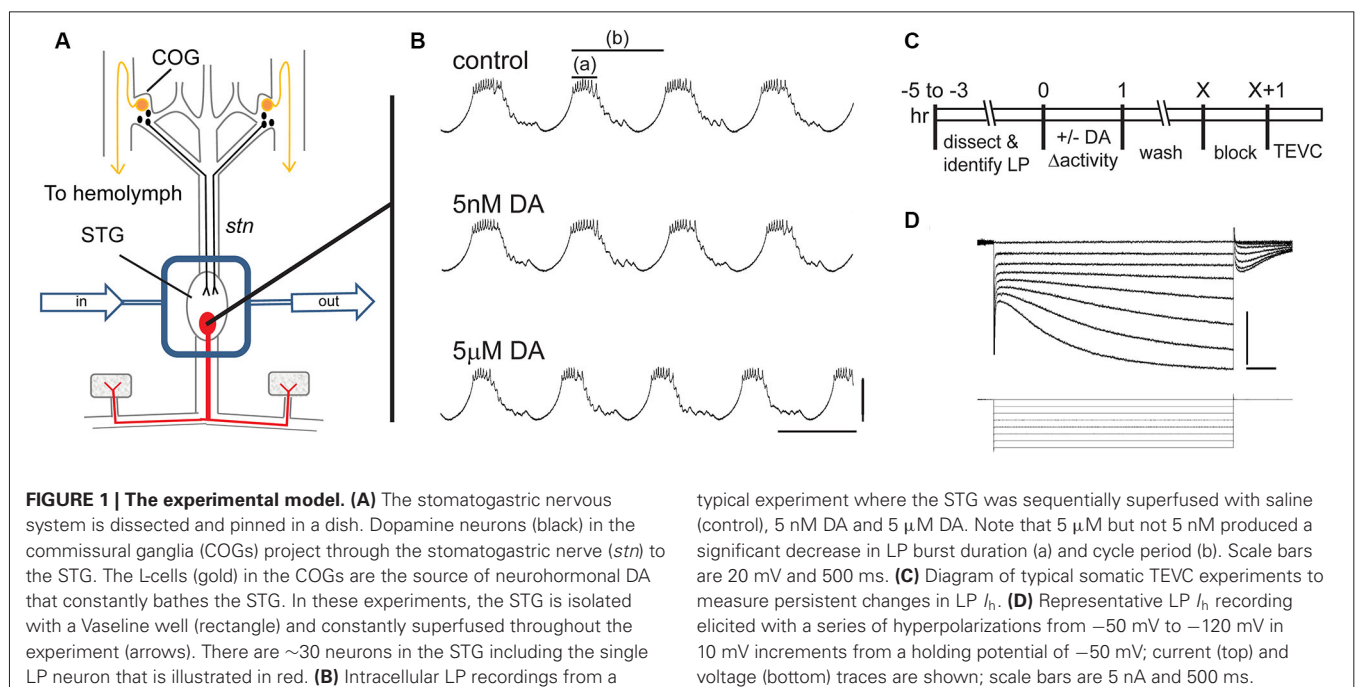 A
COG
To hemolymph
stn
STG
in
out
B
(b)
(a)
control
5nM DA
5μM DA
C
-5 to -3 0 1 X X+1
hr
dissect & identify LP
+/- DA Δactivity
wash
block
TEVC
D
FIGURE 1 | The experimental model. (A) The stomatogastric nervous
system is dissected and pinned in a dish. Dopamine neurons (black) in the
commissural ganglia (COGs) project through the stomatogastric nerve (stn) to
the STG. The L-cells (gold) in the COGs are the source of neurohormonal DA
that constantly bathes the STG. In these experiments, the STG is isolated
with a Vaseline well (rectangle) and constantly superfused throughout the
experiment (arrows). There are ~30 neurons in the STG including the single
LP neuron that is illustrated in red. (B) Intracellular LP recordings from a
typical experiment where the STG was sequentially superfused with saline
(control), 5 nM DA and 5 μM DA. Note that 5 μM but not 5 nM produced a
significant decrease in LP burst duration (a) and cycle period (b). Scale bars
are 20 mV and 500 ms. (C) Diagram of typical somatic TEVC experiments to
measure persistent changes in LP Ih. (D) Representative LP Ih recording
elicited with a series of hyperpolarizations from −50 mV to −120 mV in
10 mV increments from a holding potential of −50 mV; current (top) and
voltage (bottom) traces are shown; scale bars are 5 nA and 500 ms.